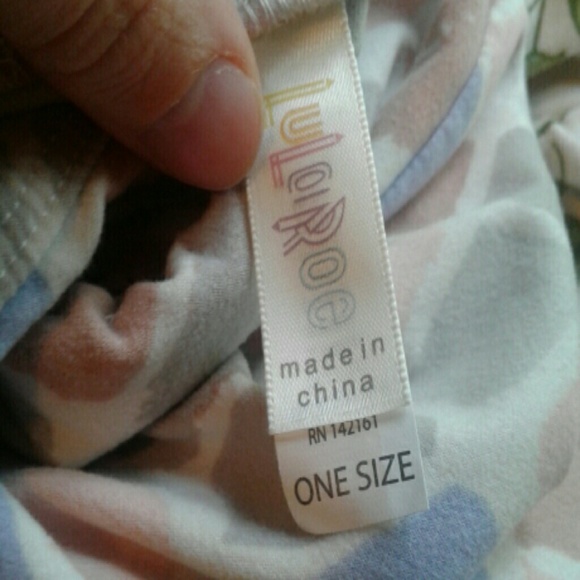 LuLaRoe
made in
china
RN 142161
ONE SIZE